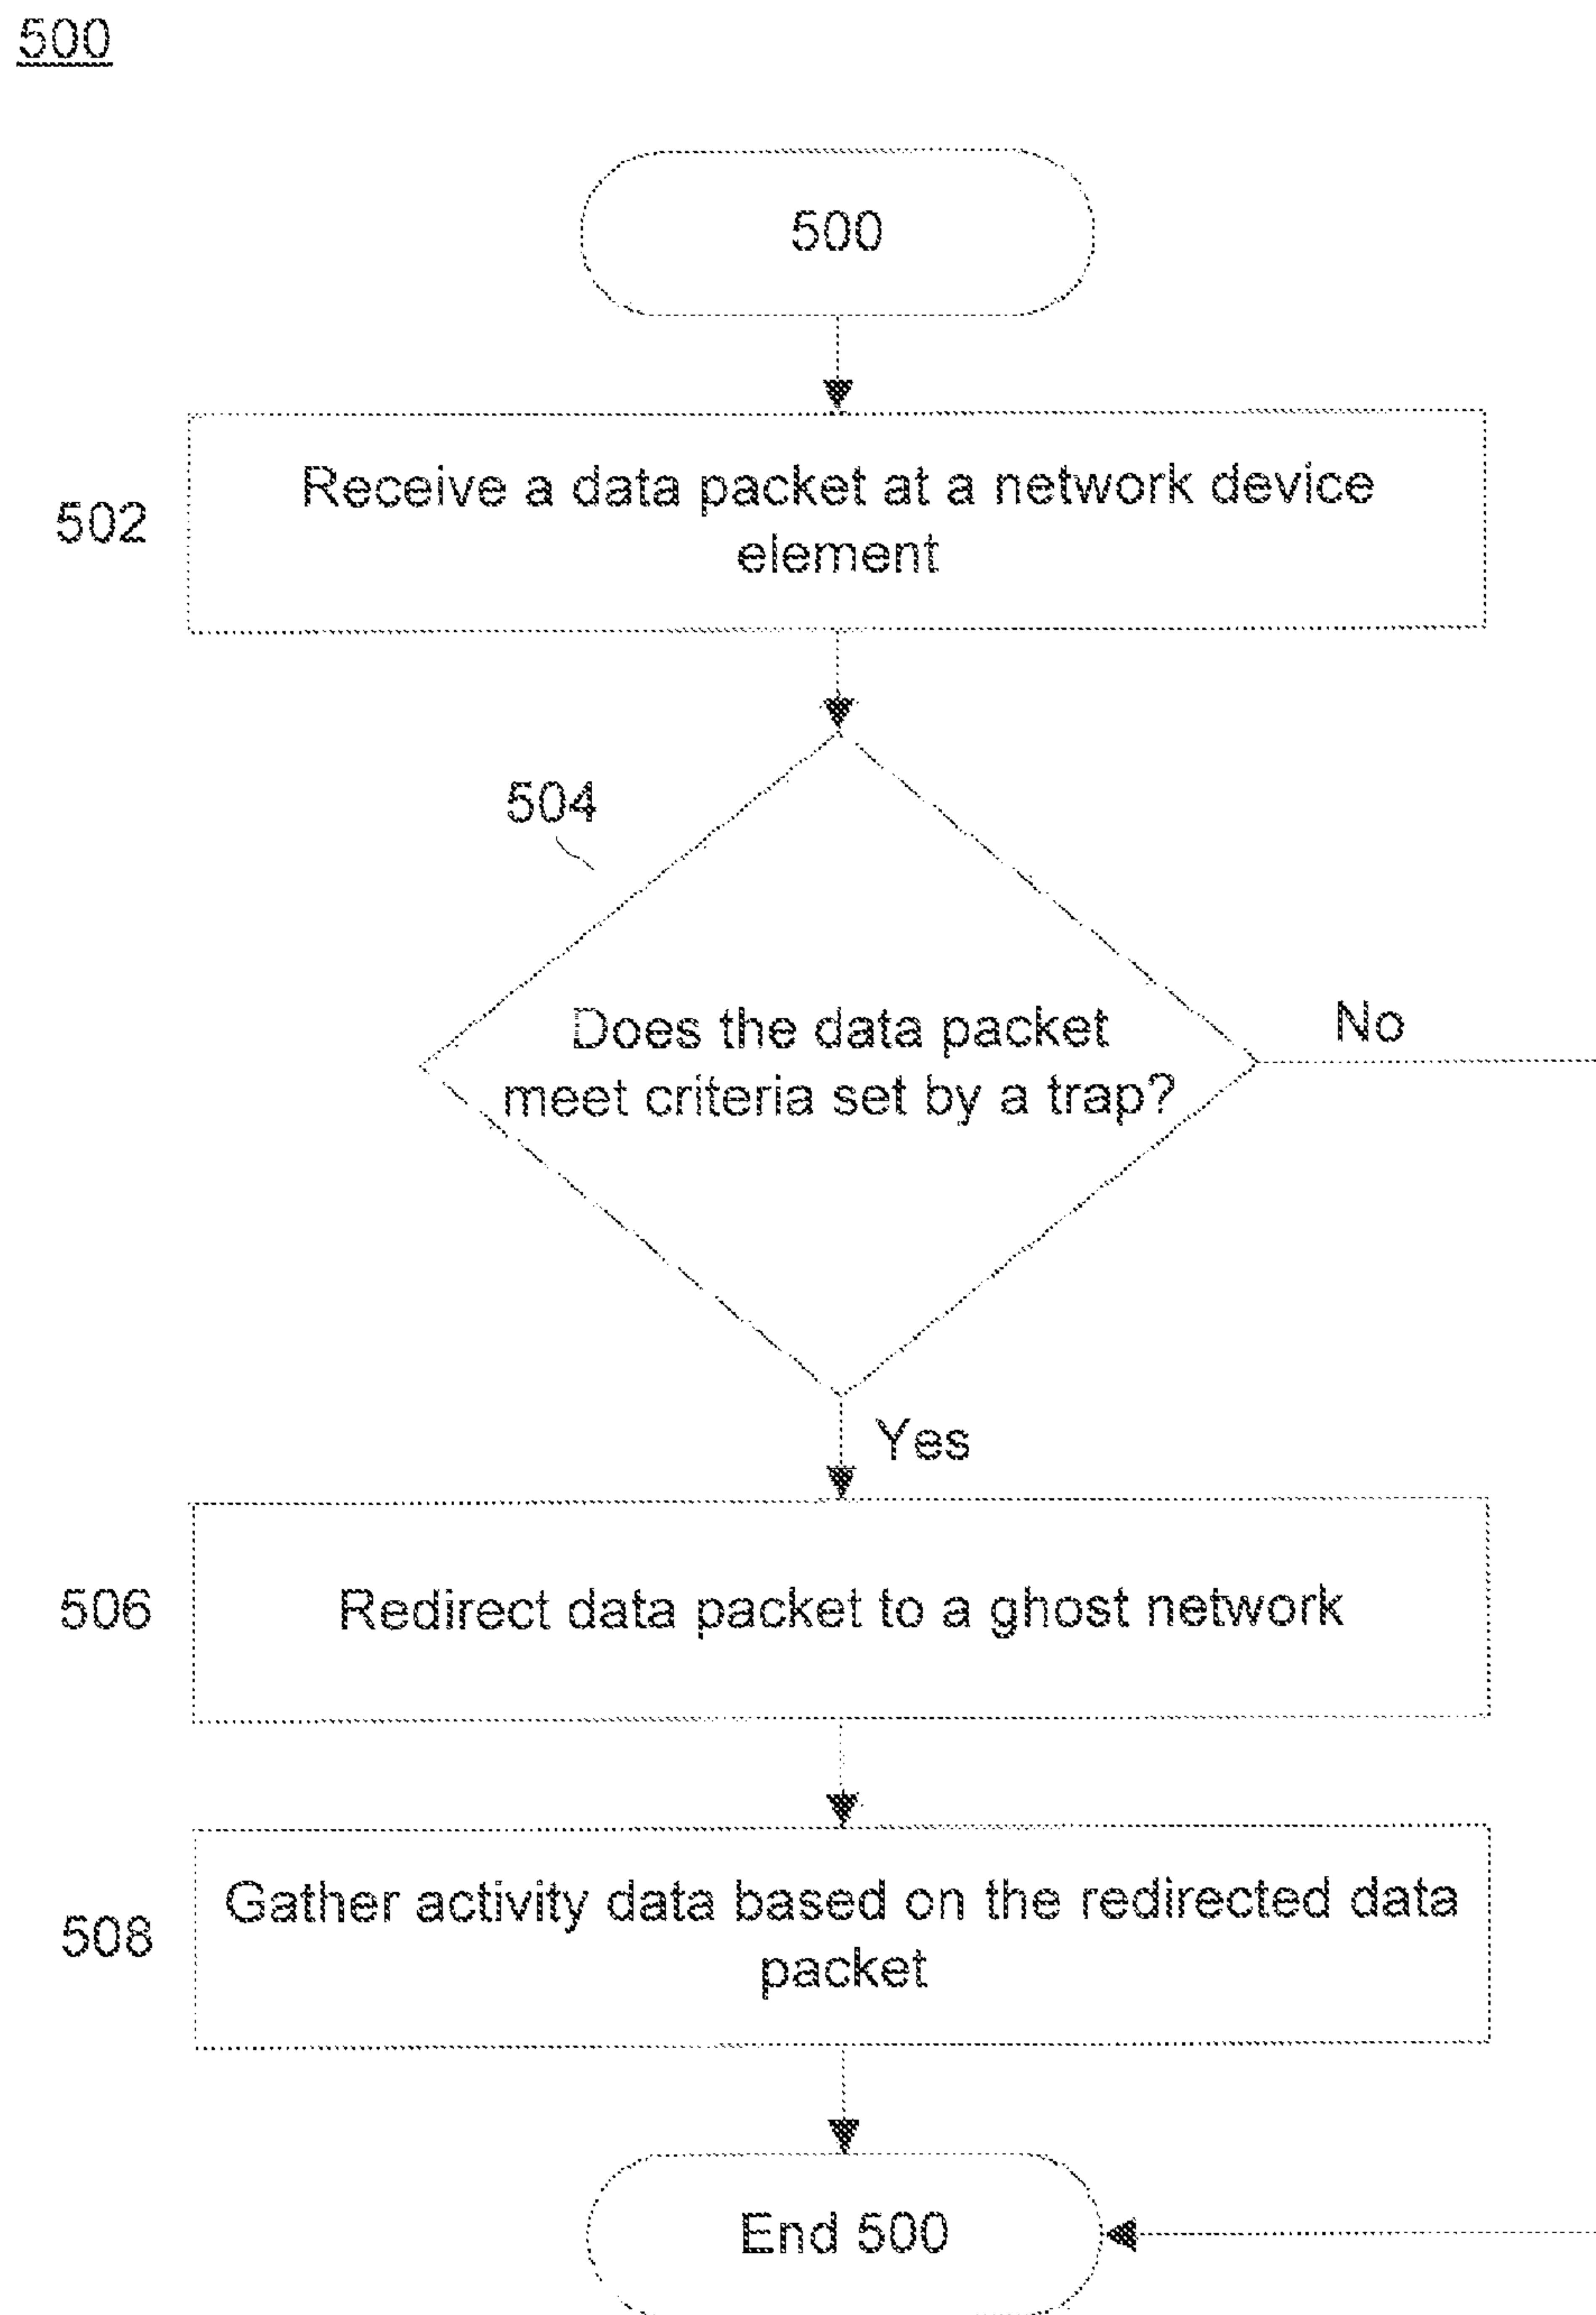 500
500
502
Receive a data packet at a network device
element
504
Does the data packet
meet criteria set by a trap?
No
Yes
506
Redirect data packet to a ghost network
508
Gather activity data based on the redirected data
packet
End 500